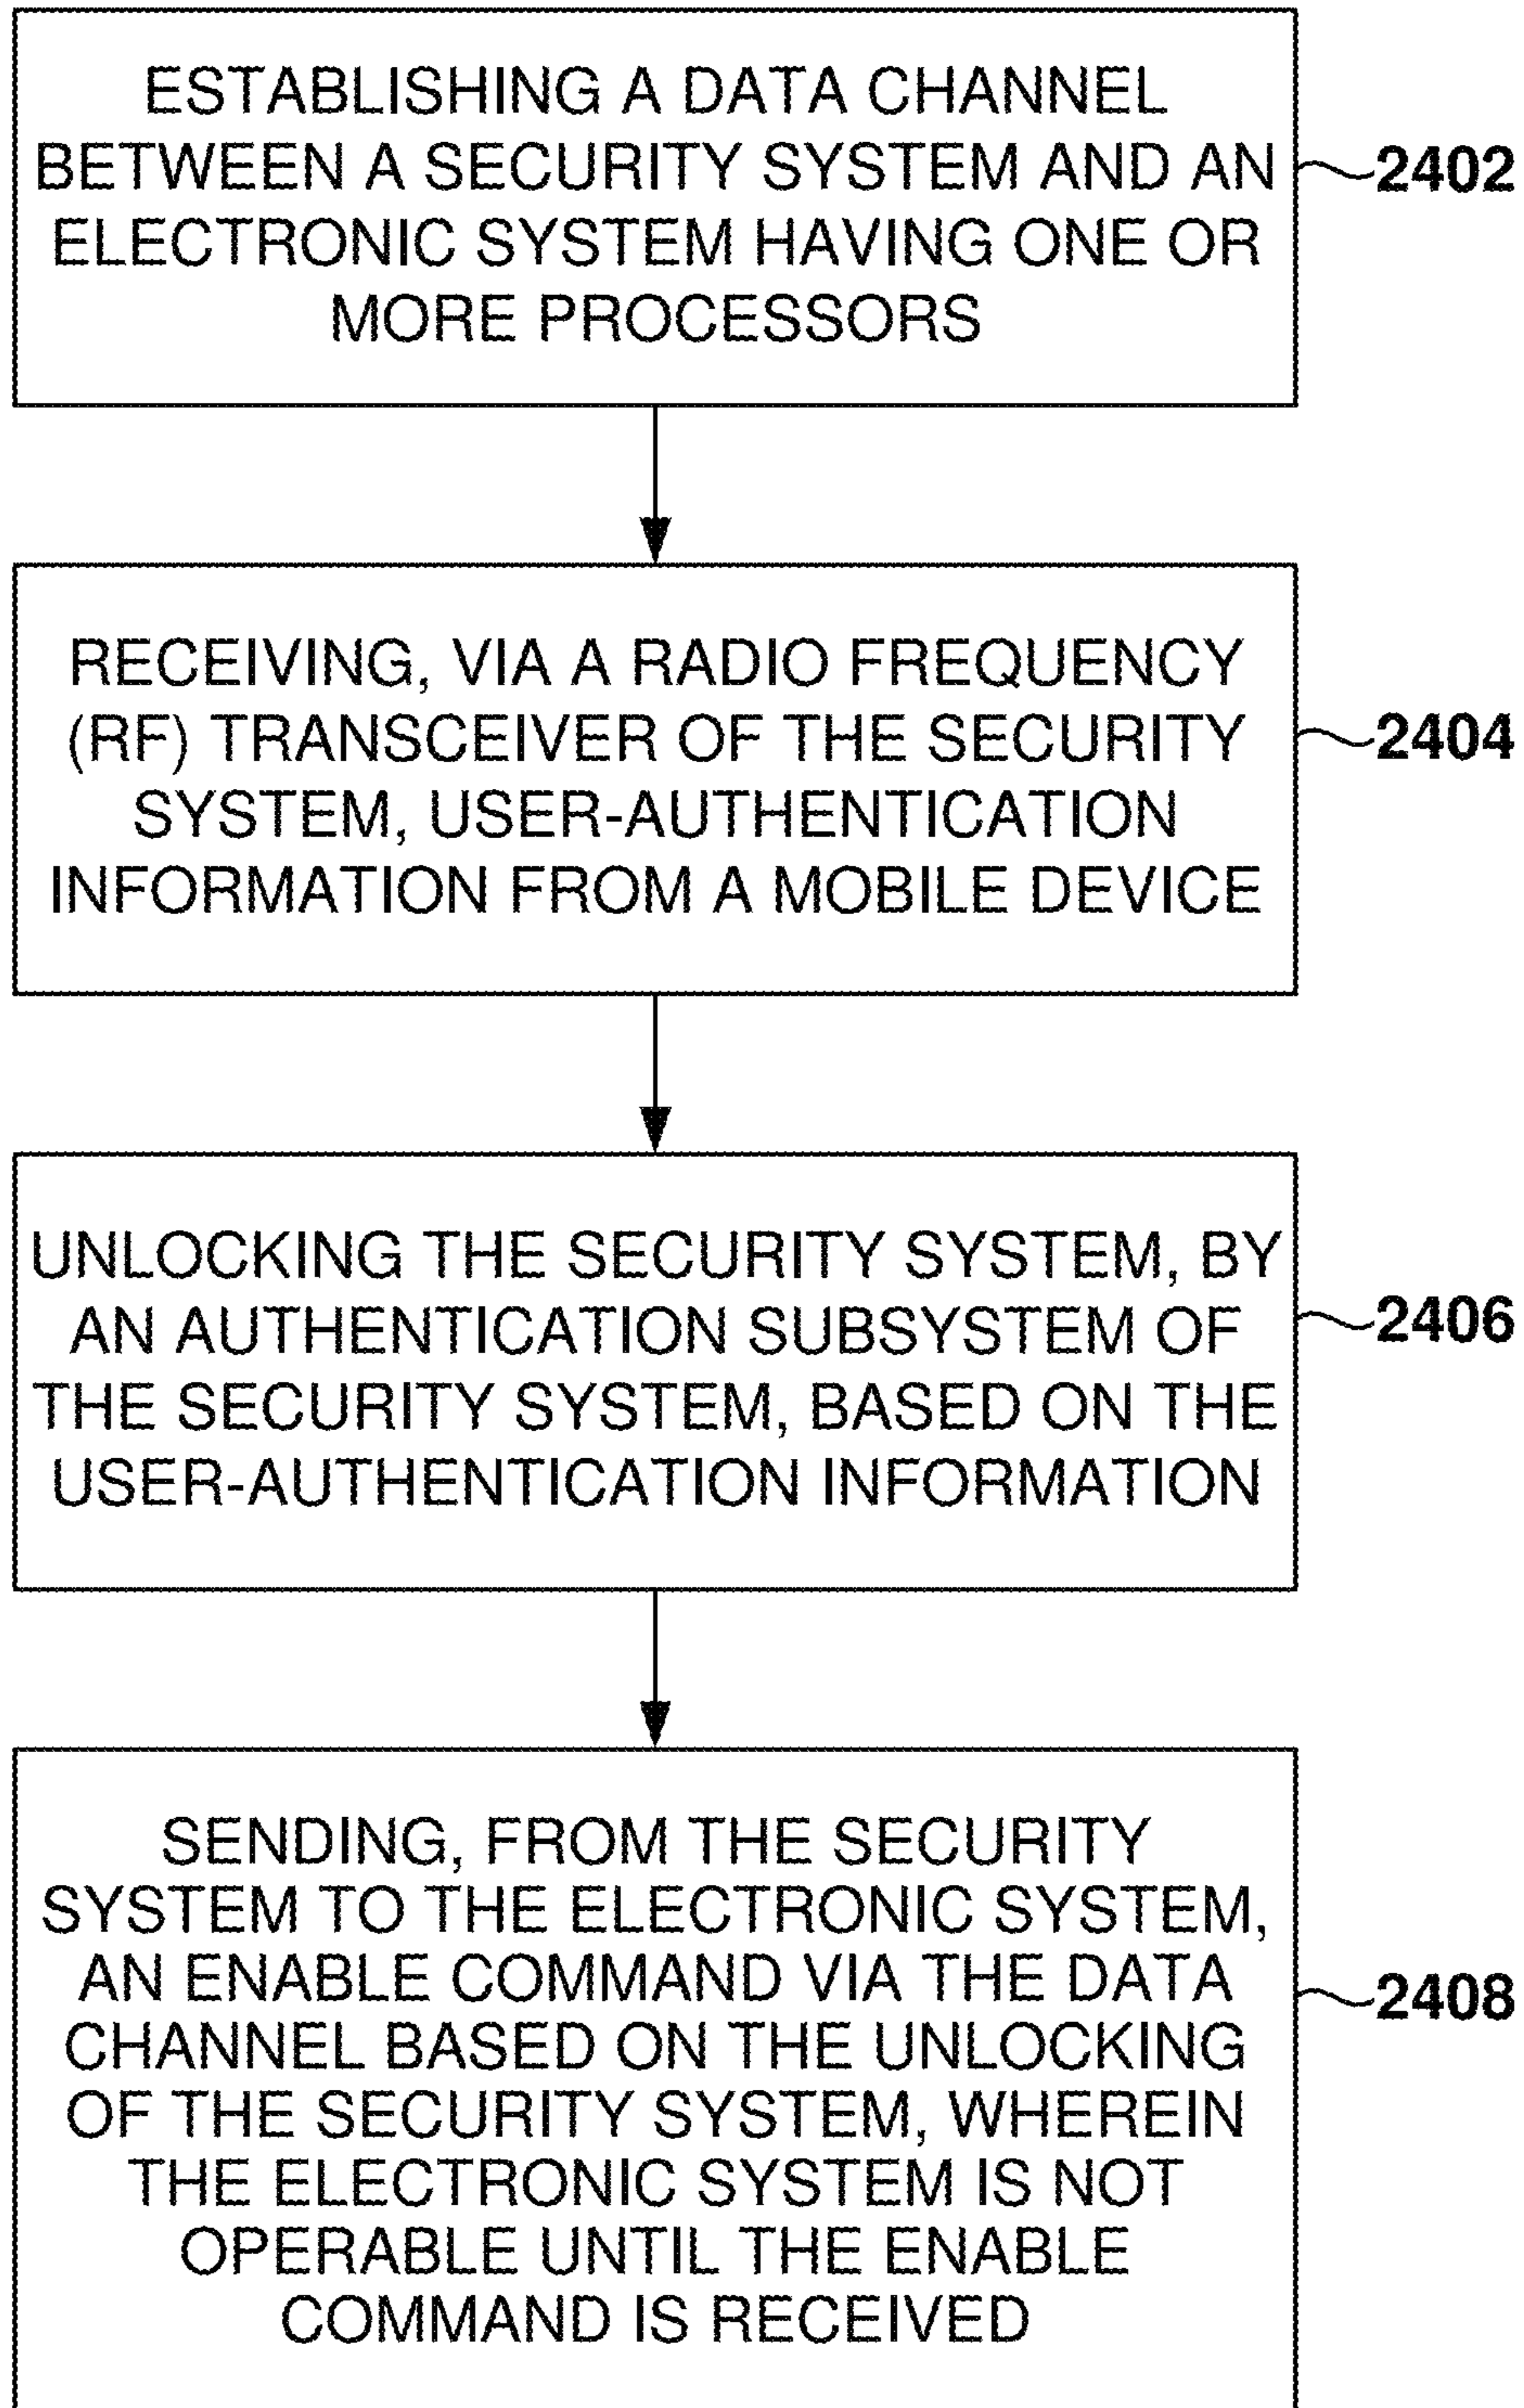 ESTABLISHING A DATA CHANNEL
BETWEEN A SECURITY SYSTEM AND AN
ELECTRONIC SYSTEM HAVING ONE OR
MORE PROCESSORS
2402
RECEIVING, VIA A RADIO FREQUENCY
(RF) TRANSCEIVER OF THE SECURITY
SYSTEM, USER-AUTHENTICATION
INFORMATION FROM A MOBILE DEVICE
2404
UNLOCKING THE SECURITY SYSTEM, BY
AN AUTHENTICATION SUBSYSTEM OF
THE SECURITY SYSTEM, BASED ON THE
USER-AUTHENTICATION INFORMATION
2406
SENDING, FROM THE SECURITY
SYSTEM TO THE ELECTRONIC SYSTEM,
AN ENABLE COMMAND VIA THE DATA
CHANNEL BASED ON THE UNLOCKING
OF THE SECURITY SYSTEM, WHEREIN
THE ELECTRONIC SYSTEM IS NOT
OPERABLE UNTIL THE ENABLE
COMMAND IS RECEIVED
2408